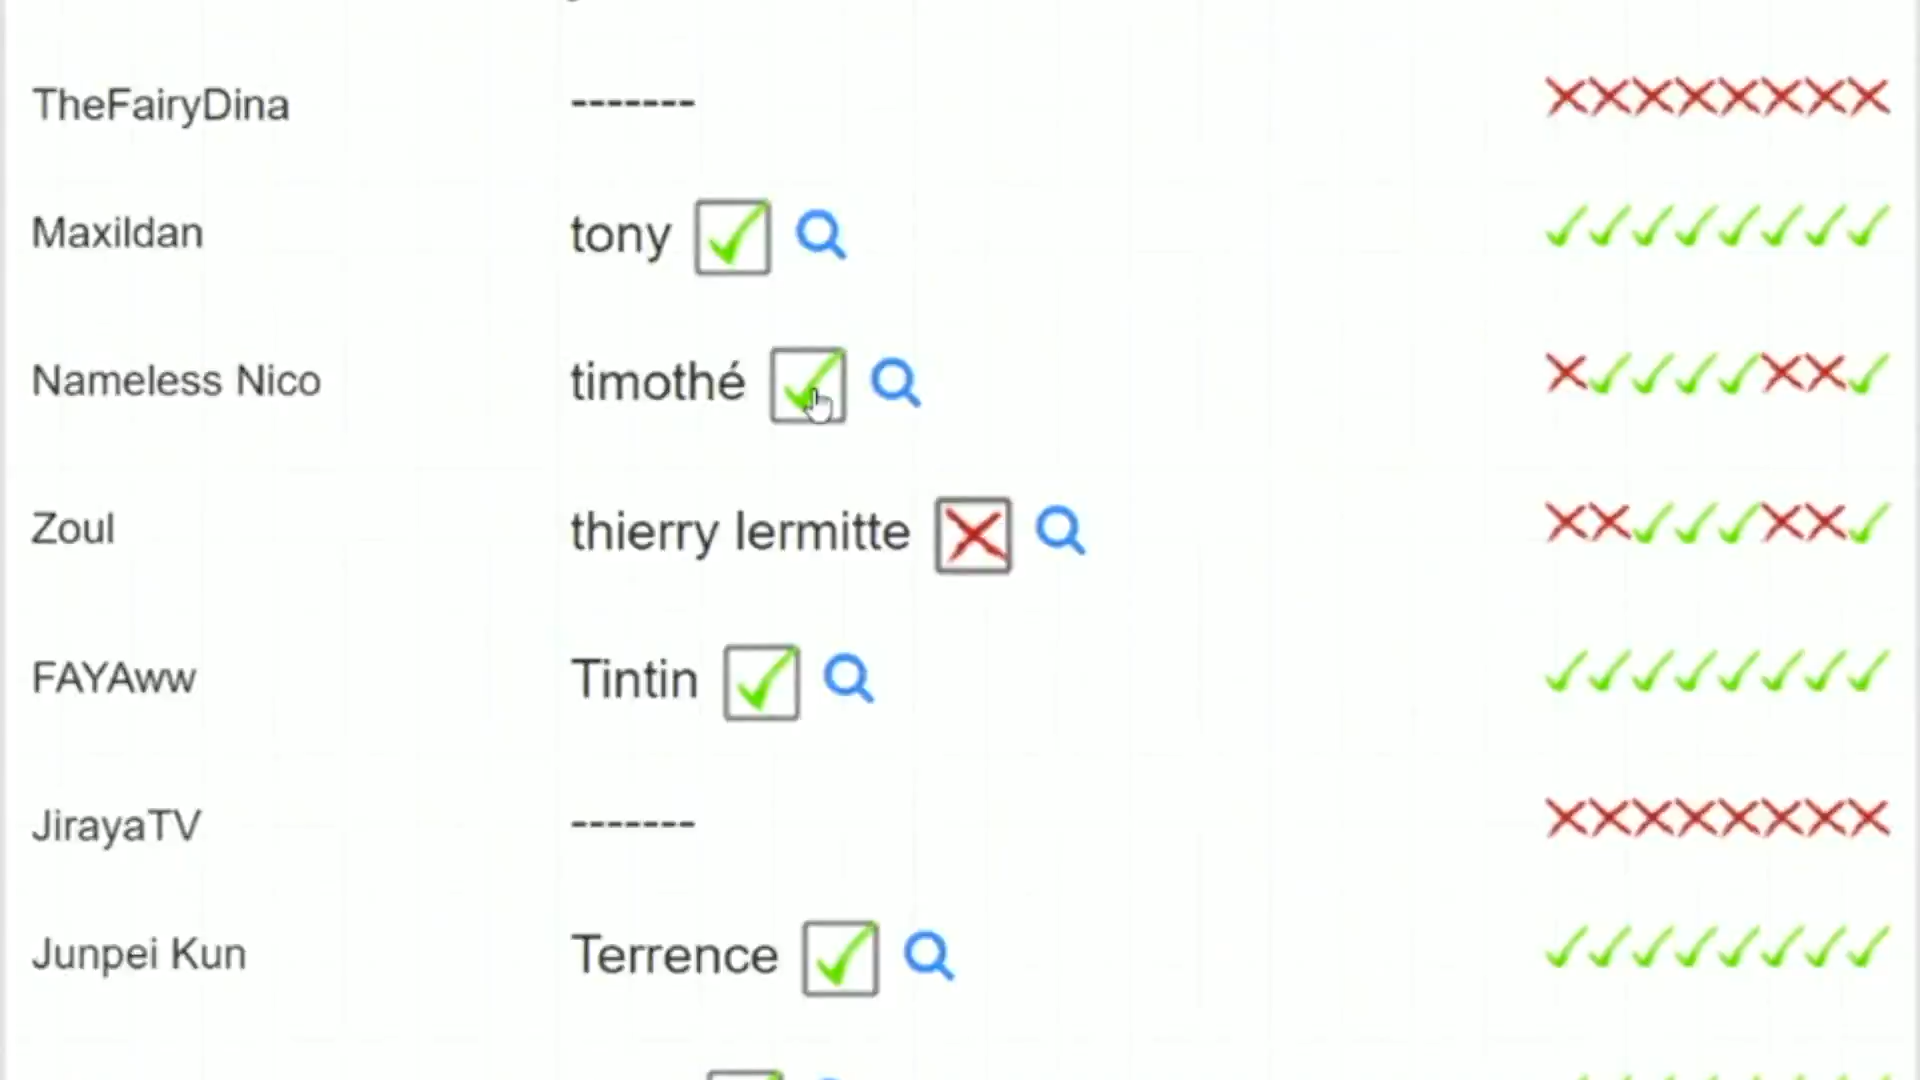 TheFairyDina -------
Maxildan tony
Nameless Nico timothé
Zoul thierry lermitte
FAYAww Tintin
JirayaTV -------
Junpei Kun Terrence